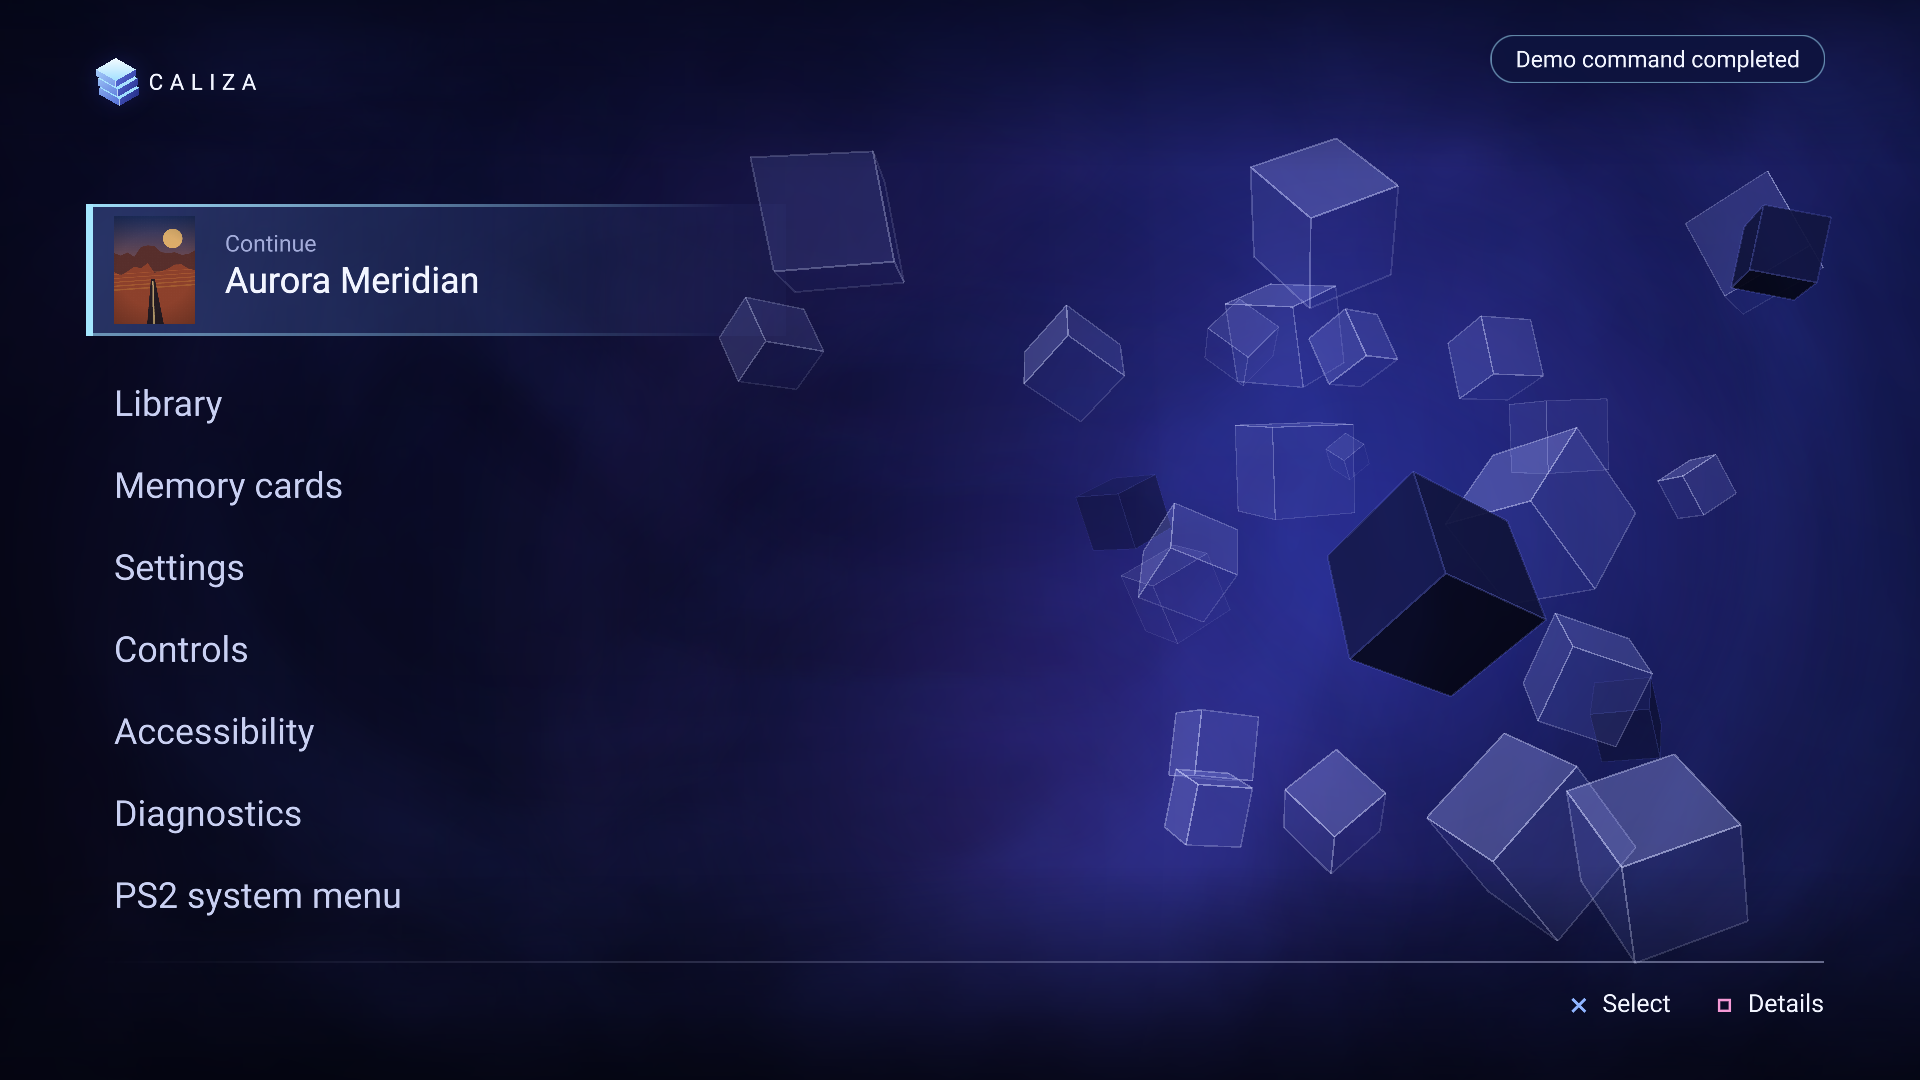 CALIZA
Demo command completed
Continue
Aurora Meridian
Library
Memory cards
Settings
Controls
Accessibility
Diagnostics
PS2 system menu
Select
Details